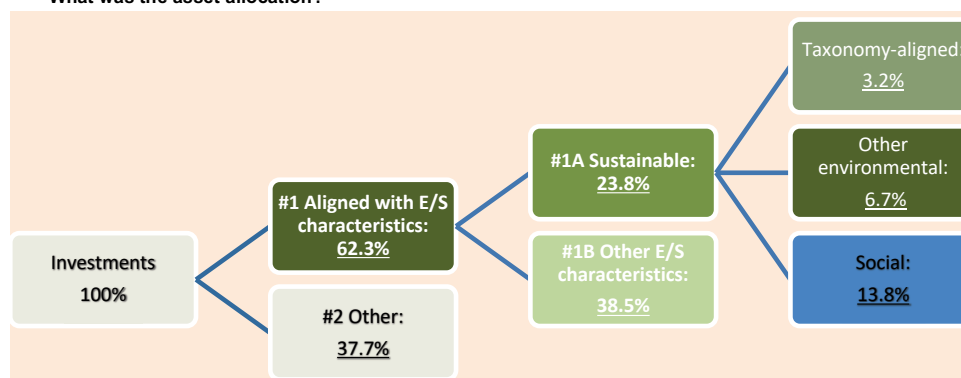 What was the asset allocation?
Taxonomy-aligned:
3.2%
Other
environmental:
6.7%
Social:
13.8%
#1A Sustainable:
23.8%
#1B Other E/S
characteristics:
38.5%
#1 Aligned with E/S
characteristics:
62.3%
#2 Other:
37.7%
Investments
100%